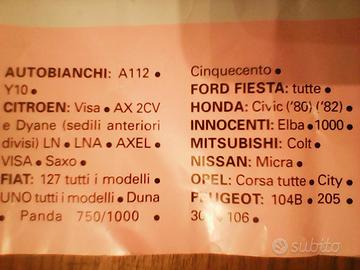 AUTOBIANCHI: A112 •
Y10 •
CITROEN: Visa • AX 2CV
e Dyane (sedili anteriori
divisi) LN • LNA • AXEL •
VISA • Saxo •
FIAT: 127 tutti i modelli •
UNO tutti i modelli • Duna
• Panda 750/1000 •
Cinquecento •
FORD FIESTA: tutte •
HONDA: Civic ('80) ('82) •
INNOCENTI: Elba • 1000 •
MITSUBISHI: Colt •
NISSAN: Micra •
OPEL: Corsa tutte • City •
PEUGEOT: 104B • 205 •
106 •
subito